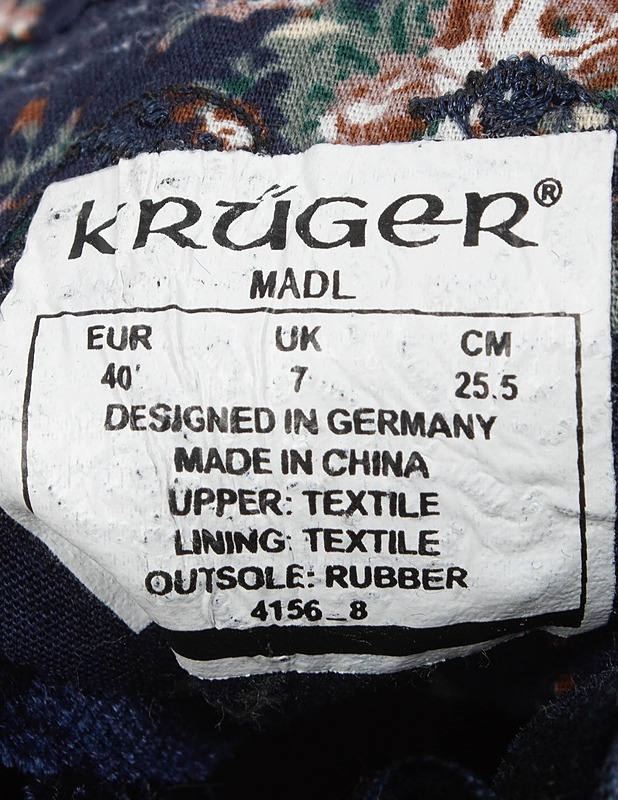 KRÜGER®
MADL
EUR UK CM
40 7 25.5
DESIGNED IN GERMANY
MADE IN CHINA
UPPER: TEXTILE
LINING: TEXTILE
OUTSOLE: RUBBER
4156_8